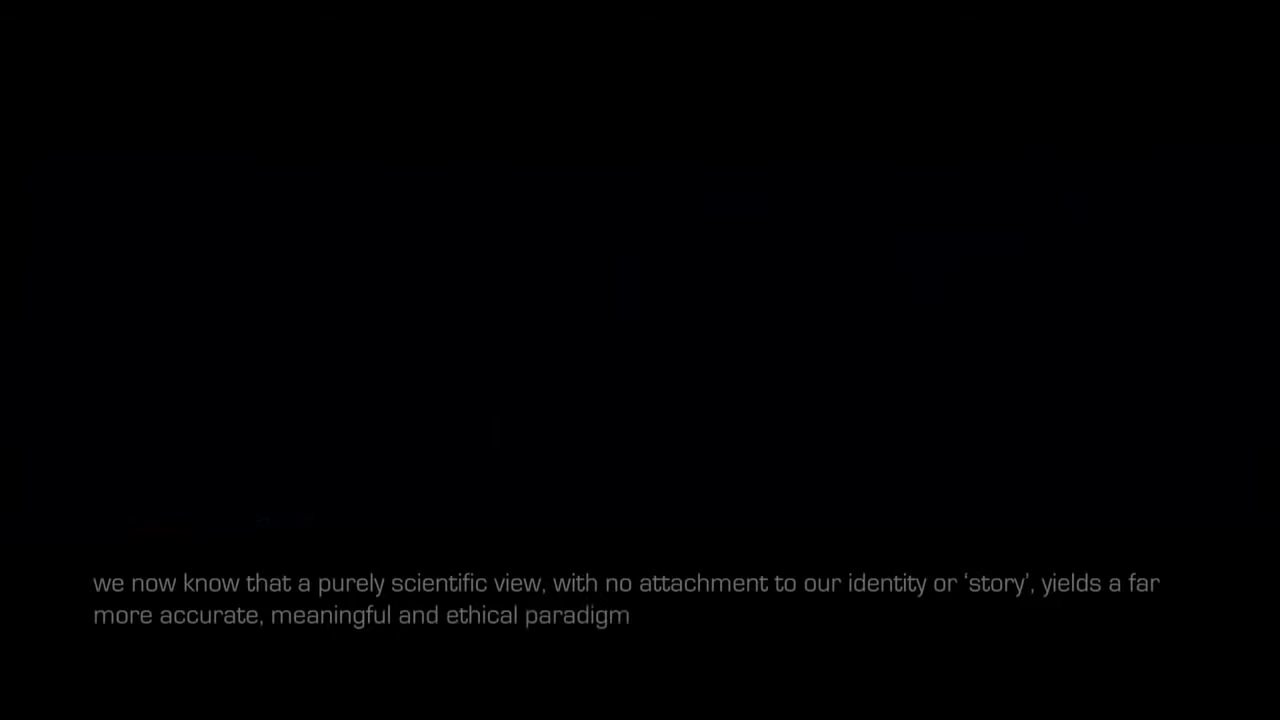 we now know that a purely scientific view, with no attachment to our identity or ‘story’, yields a far
more accurate, meaningful and ethical paradigm